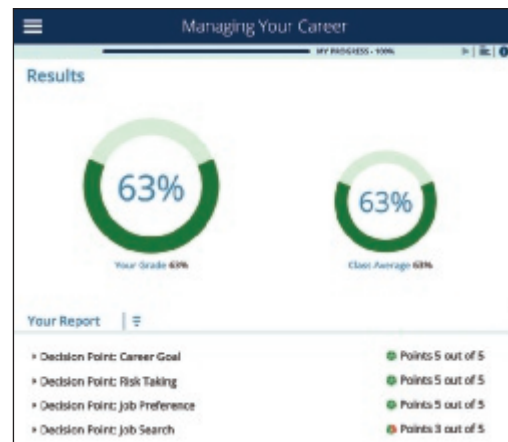 Managing Your Career
MY PROGRESS - 100%
Results
63%
63%
Your Grade 63%
Class Average 63%
Your Report
Decision Point: Career Goal
Points 5 out of 5
Decision Point: Risk Taking
Points 5 out of 5
Decision Point: Job Preference
Points 5 out of 5
Decision Point: Job Search
Points 3 out of 5